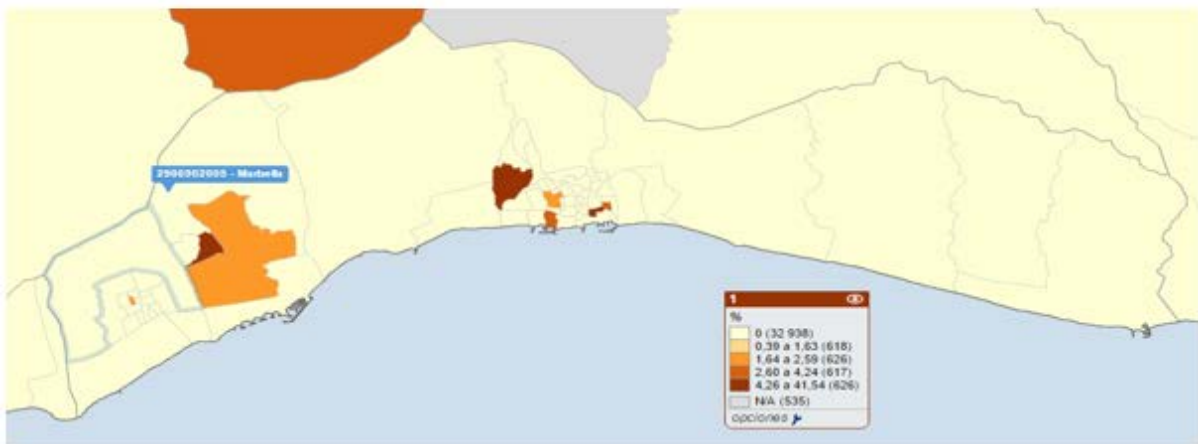 - Marbella
1
%
0 (32 938)
0,39 a 1,63 (618)
1,64 a 2,59 (626)
2,60 a 4,24 (617)
4,26 a 41,54 (626)
N/A (535)
opciones